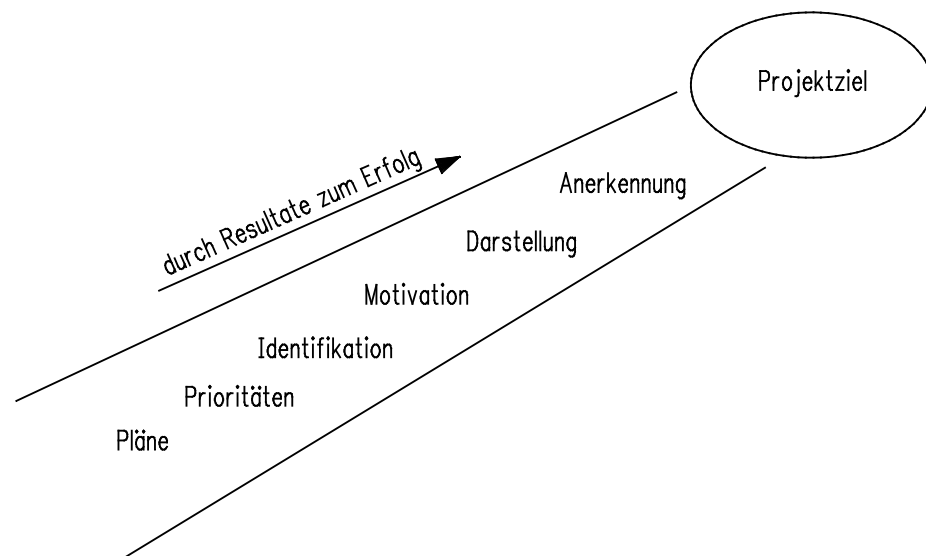 Projektziel
durch Resultate zum Erfolg
Anerkennung
Darstellung
Motivation
Identifikation
Prioritäten
Pläne